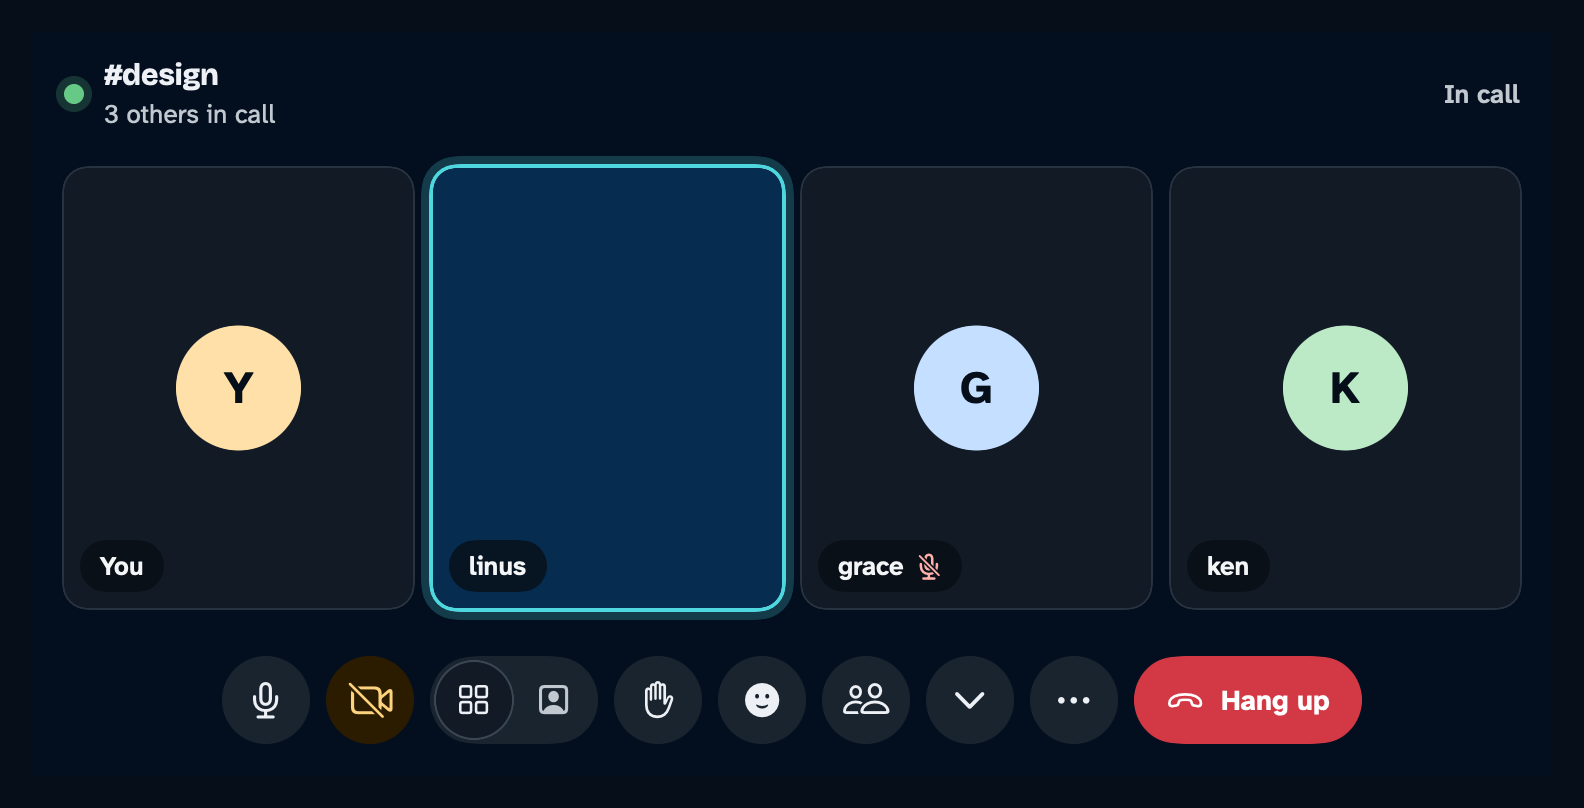 #design
3 others in call
In call
Y
G
K
You
linus
grace
ken
Hang up